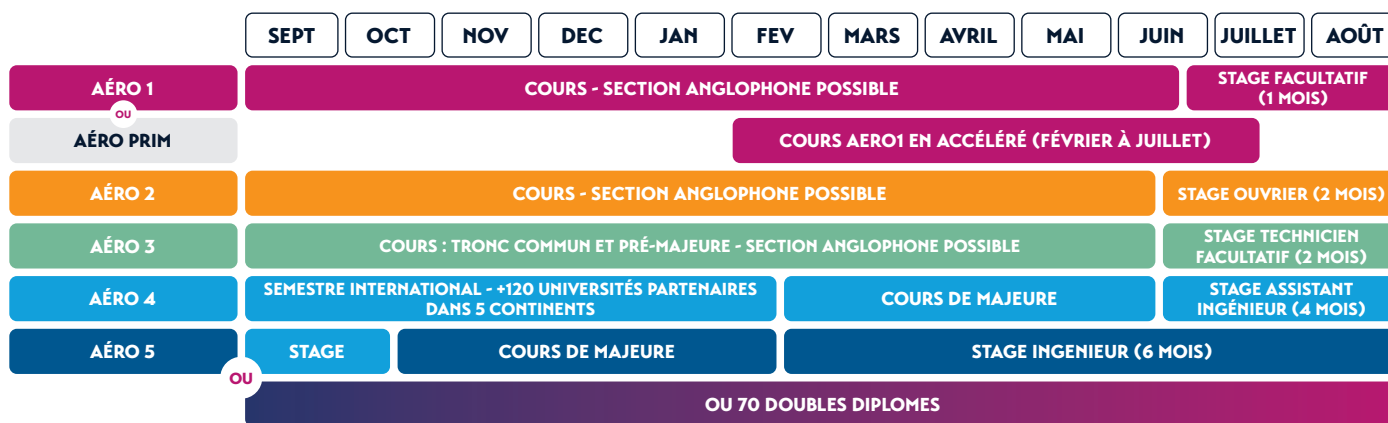 SEPT OCT NOV DEC JAN FEV MARS AVRIL MAI JUIN JUILLET AOÛT
AÉRO 1
COURS - SECTION ANGLOPHONE POSSIBLE
STAGE FACULTATIF
(1 MOIS)
OU
AÉRO PRIM
COURS AERO1 EN ACCÉLÉRÉ (FÉVRIER À JUILLET)
AÉRO 2
COURS - SECTION ANGLOPHONE POSSIBLE
STAGE OUVRIER (2 MOIS)
AÉRO 3
COURS : TRONC COMMUN ET PRÉ-MAJEURE - SECTION ANGLOPHONE POSSIBLE
STAGE TECHNICIEN
FACULTATIF (2 MOIS)
AÉRO 4
SEMESTRE INTERNATIONAL - +120 UNIVERSITÉS PARTENAIRES
DANS 5 CONTINENTS
COURS DE MAJEURE
STAGE ASSISTANT
INGÉNIEUR (4 MOIS)
AÉRO 5
STAGE
COURS DE MAJEURE
STAGE INGENIEUR (6 MOIS)
OU
OU 70 DOUBLES DIPLOMES